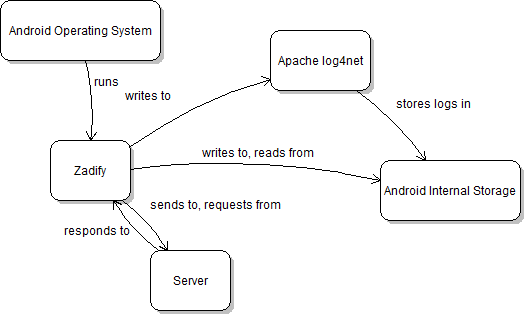 Android Operating System
runs
writes to
Apache log4net
stores logs in
Zadify
writes to, reads from
Android Internal Storage
sends to, requests from
responds to
Server